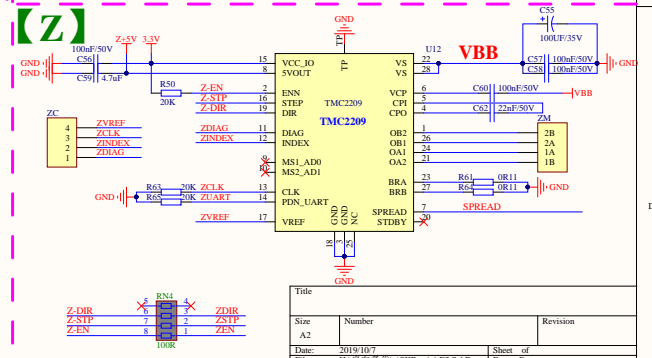 【Z】
GND
C55
100UF/35V
Z+5V 3.3V
100nF/50V
GND C56
GND C59 4.7uF
R50
20K
Z-EN
Z-STP
Z-DIR
ZDIAG
ZINDEX
ZC
4 ZVREF
3 ZCLK
2 ZINDEX
1 ZDIAG
GND
R63 20K ZCLK
R65 20K ZUART
ZVREF
TP
TP
U12
15 VCC_IO
8 5VOUT
2 ENN
16 STEP
19 DIR
11 DIAG
12 INDEX
9 MS1_AD0
10 MS2_AD1
13 CLK
14 PDN_UART
17 VREF
TMC2209
TMC2209
VS 22
VS 28
VCP 6
CPI 5
CPO 4
OB2 1
OB1 26
OA1 24
OA2 21
BRA 23
BRB 27
SPREAD 7
STDBY 20
GND GND NC
18 3 25
GND
VBB
C57 100nF/50V
C58 100nF/50V
GND
C60 100nF/50V
VBB
C62 22nF/50V
ZM
2B
2A
1A
1B
R61 0R11
R64 0R11
GND
SPREAD
RN4
5 4
Z-DIR 6 3 ZDIR
Z-STP 7 2 ZSTP
Z-EN 8 1 ZEN
100R
Title
Size Number Revision
A2
Date: 2019/10/7 Sheet of